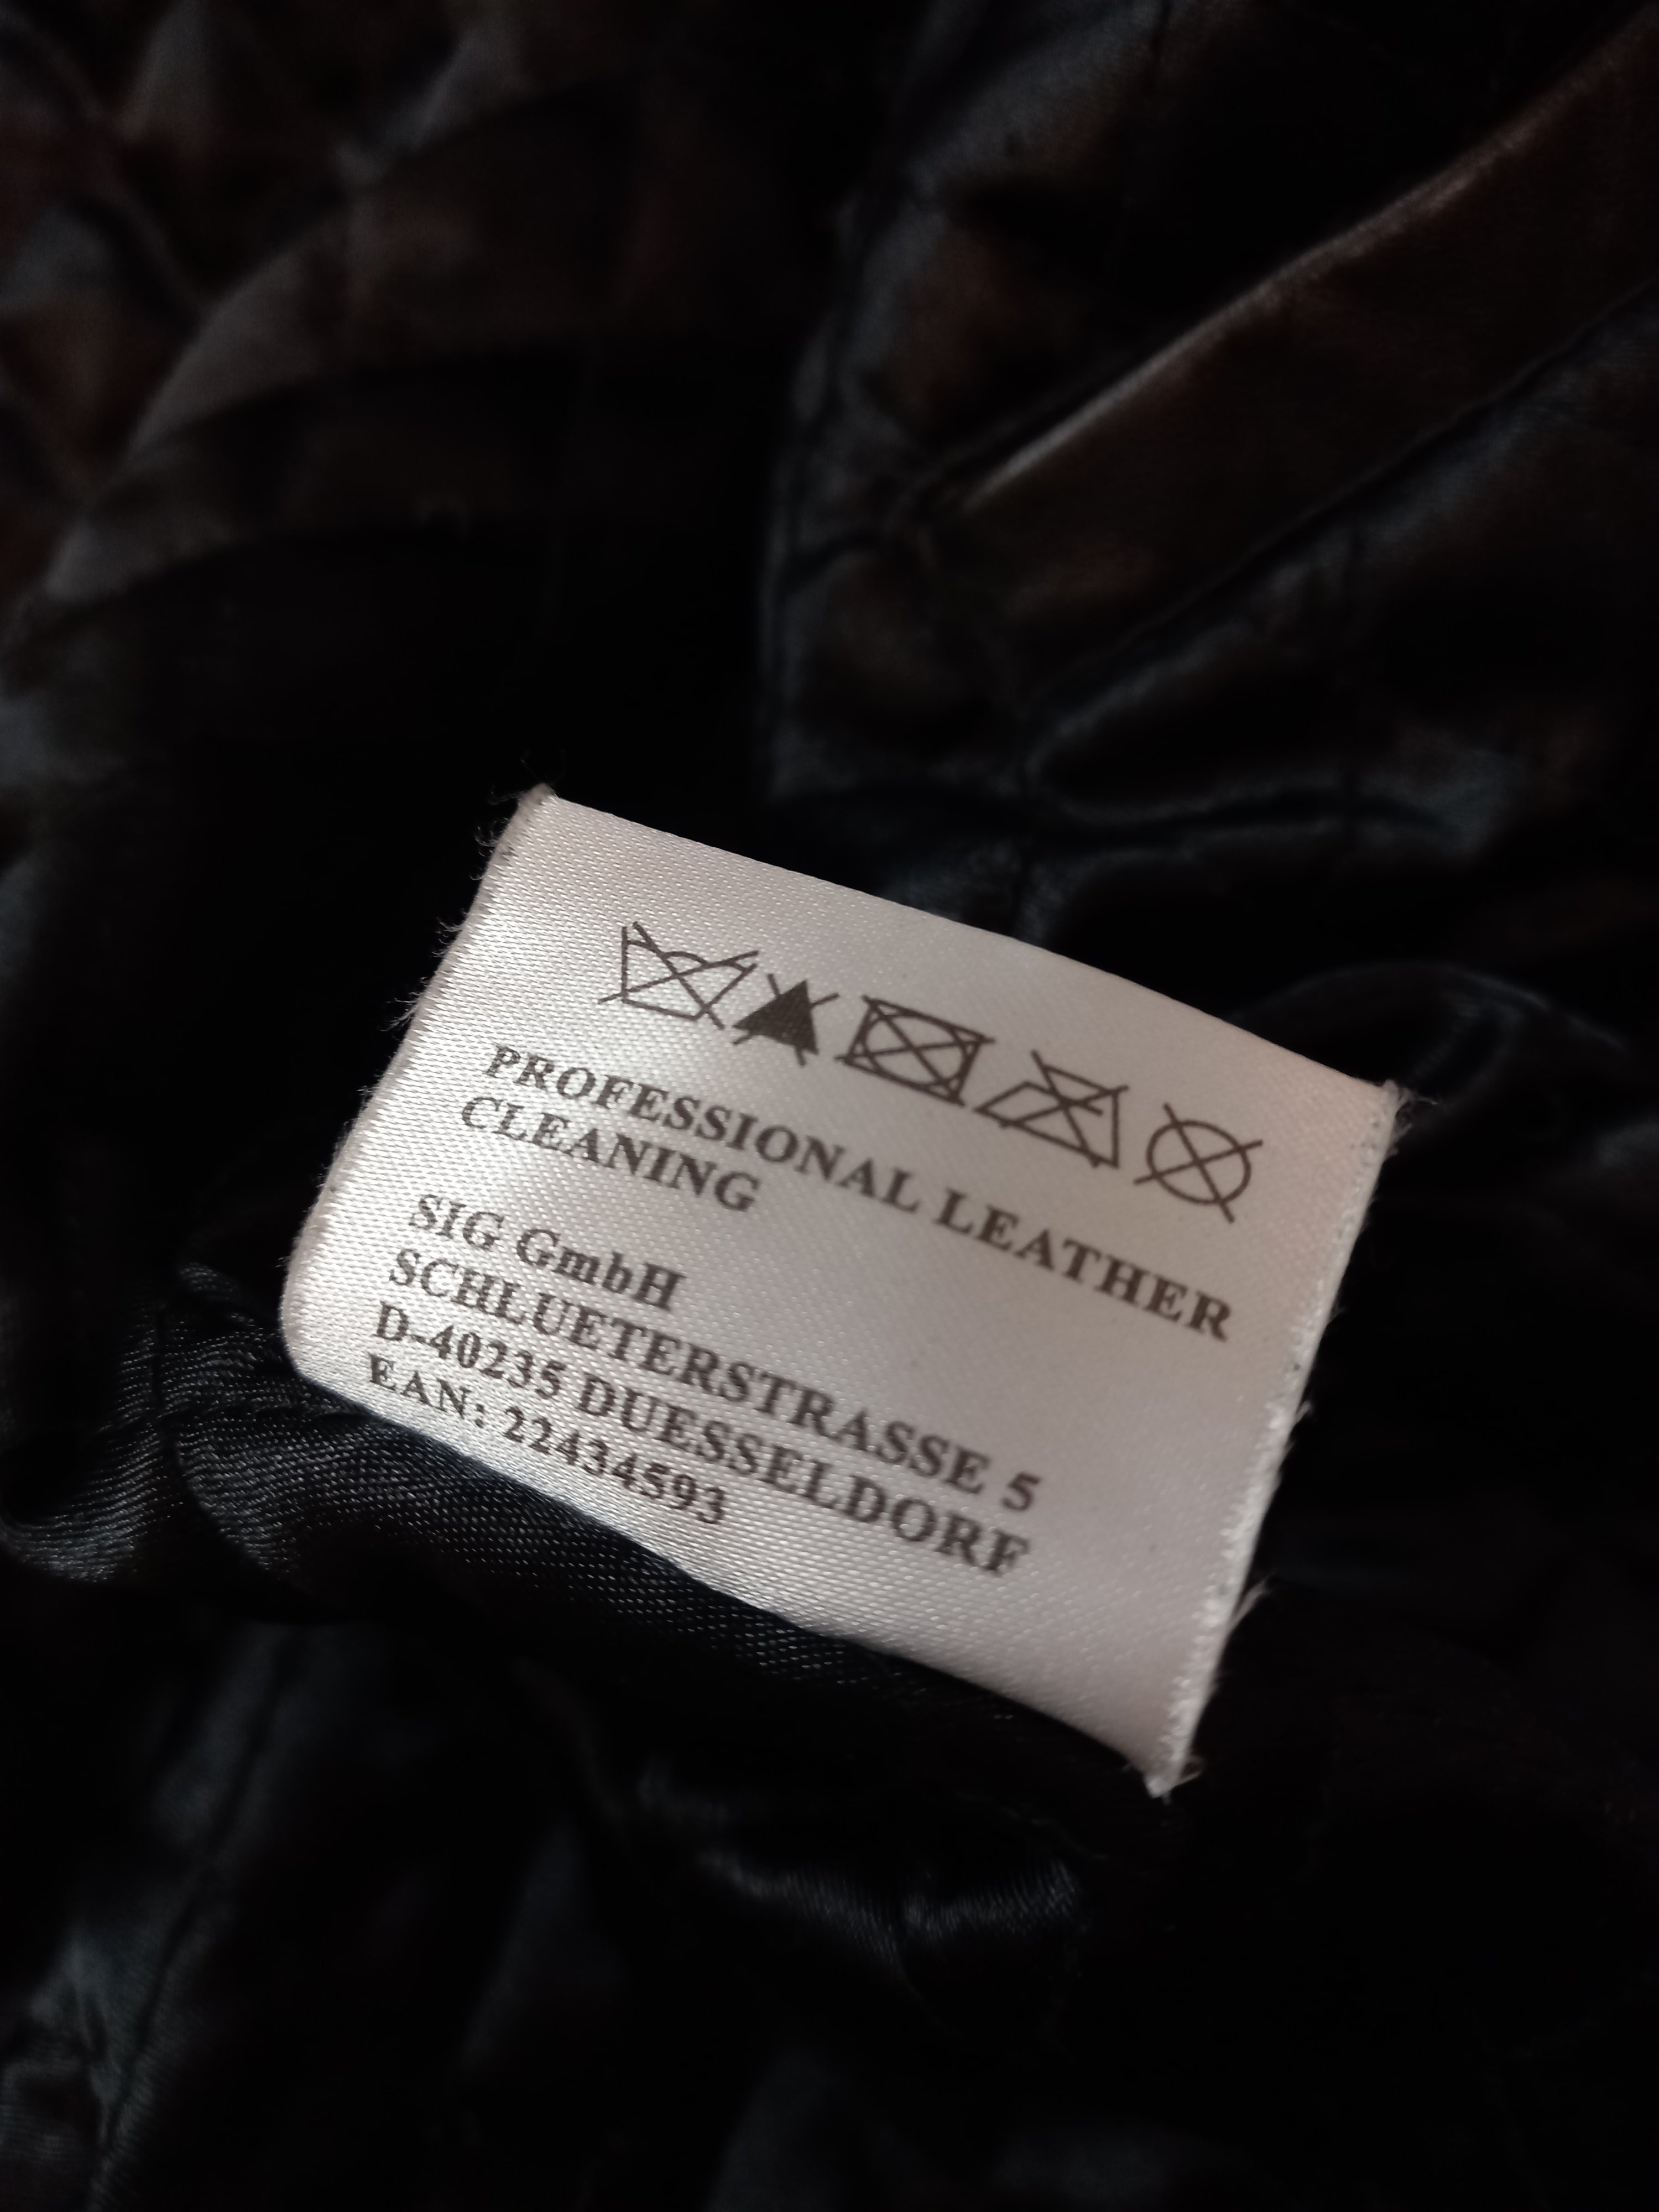 PROFESSIONAL LEATHER
CLEANING
SIG GmbH
SCHLUETERSTRASSE 5
D-40235 DUESSELDORF
EAN: 22434593